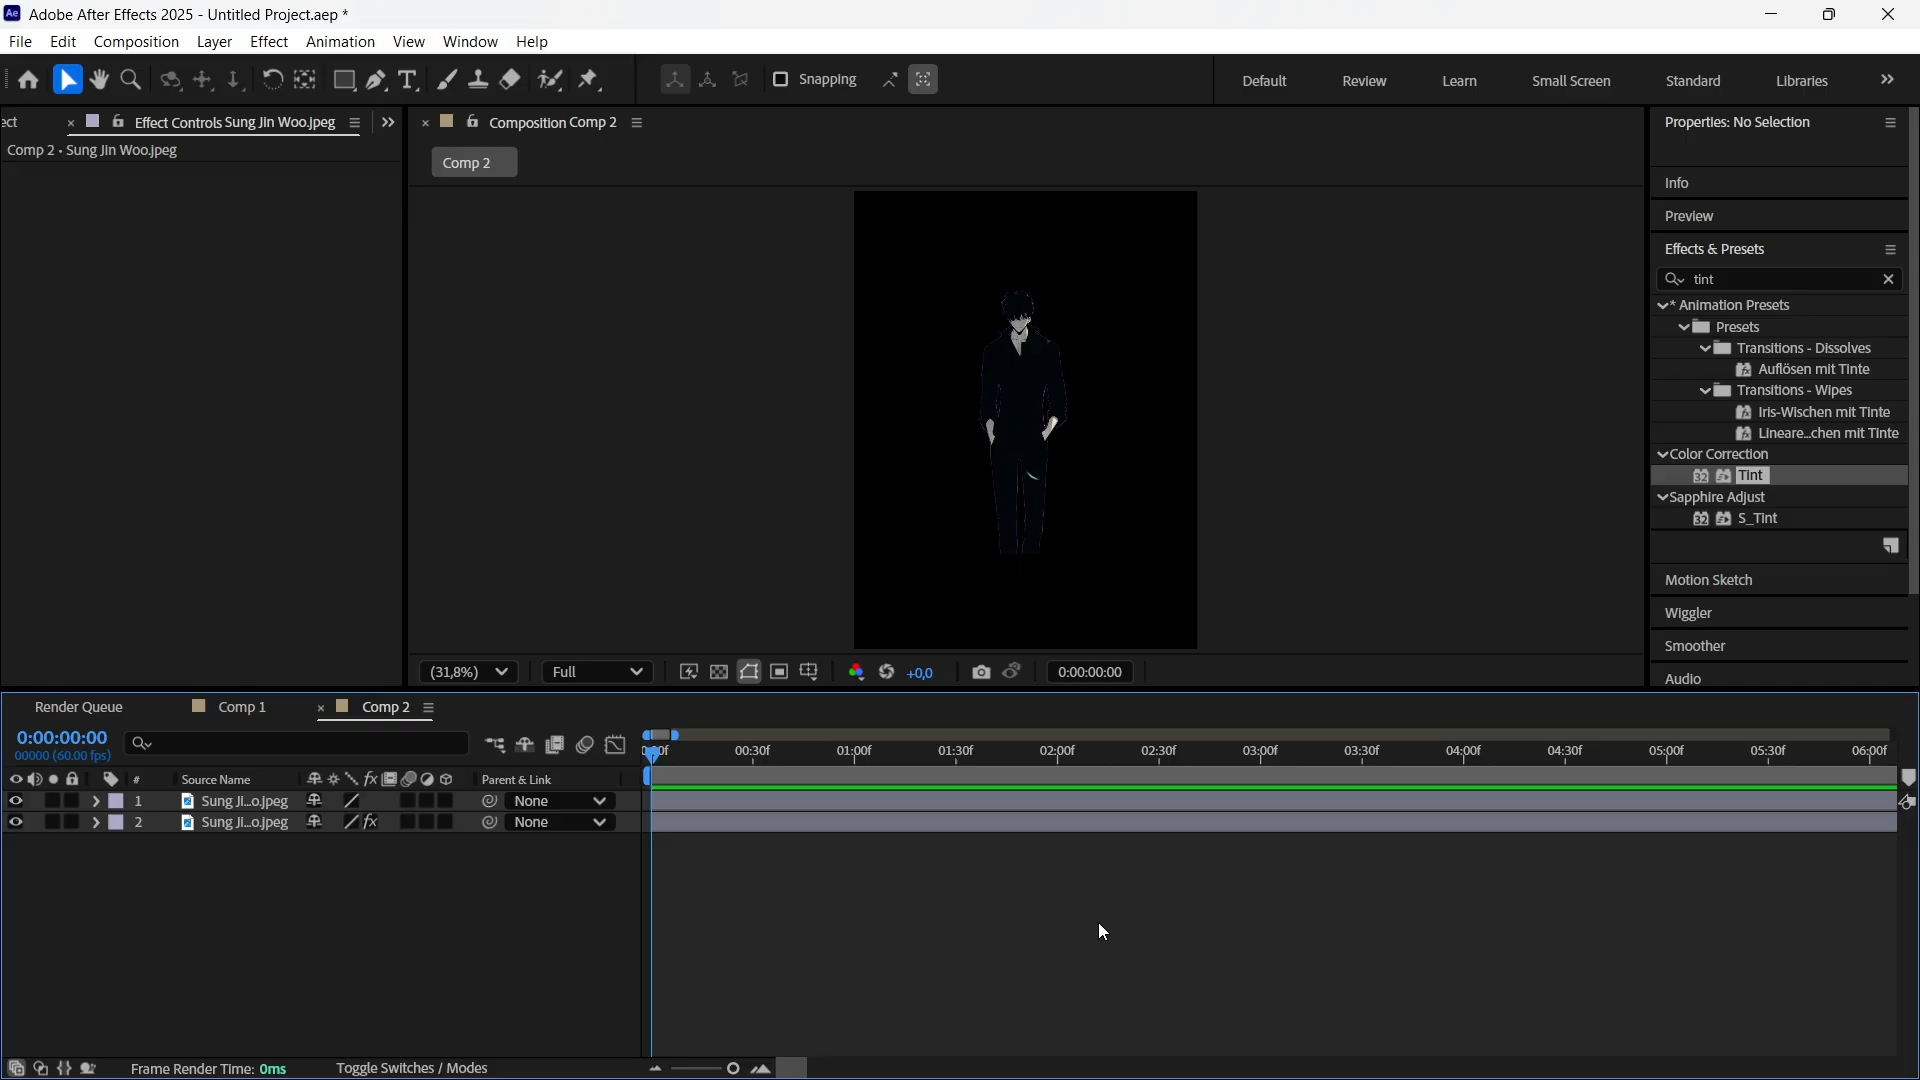 Ae Adobe After Effects 2025 - Untitled Project.aep *
File Edit Composition Layer Effect Animation View Window Help
Snapping
Default Review Learn Small Screen Standard Libraries
ect Effect Controls Sung Jin Woo.jpeg
Comp 2 • Sung Jin Woo.jpeg
Composition Comp 2
Comp 2
Properties: No Selection
Info
Preview
Effects & Presets
tint
* Animation Presets
Presets
Transitions - Dissolves
Auflösen mit Tinte
Transitions - Wipes
Iris-Wischen mit Tinte
Lineare...chen mit Tinte
Color Correction
32 Tint
Sapphire Adjust
32 S_Tint
Motion Sketch
Wiggler
Smoother
Audio
(31,8%) Full +0,0 0:00:00:00
Render Queue Comp 1 Comp 2
0:00:00:00
00000 (60.00 fps)
00:30f 01:00f 01:30f 02:00f 02:30f 03:00f 03:30f 04:00f 04:30f 05:00f 05:30f 06:00f
# Source Name fx Parent & Link
1 Sung Ji...o.jpeg None
2 Sung Ji...o.jpeg fx None
Frame Render Time: 0ms Toggle Switches / Modes